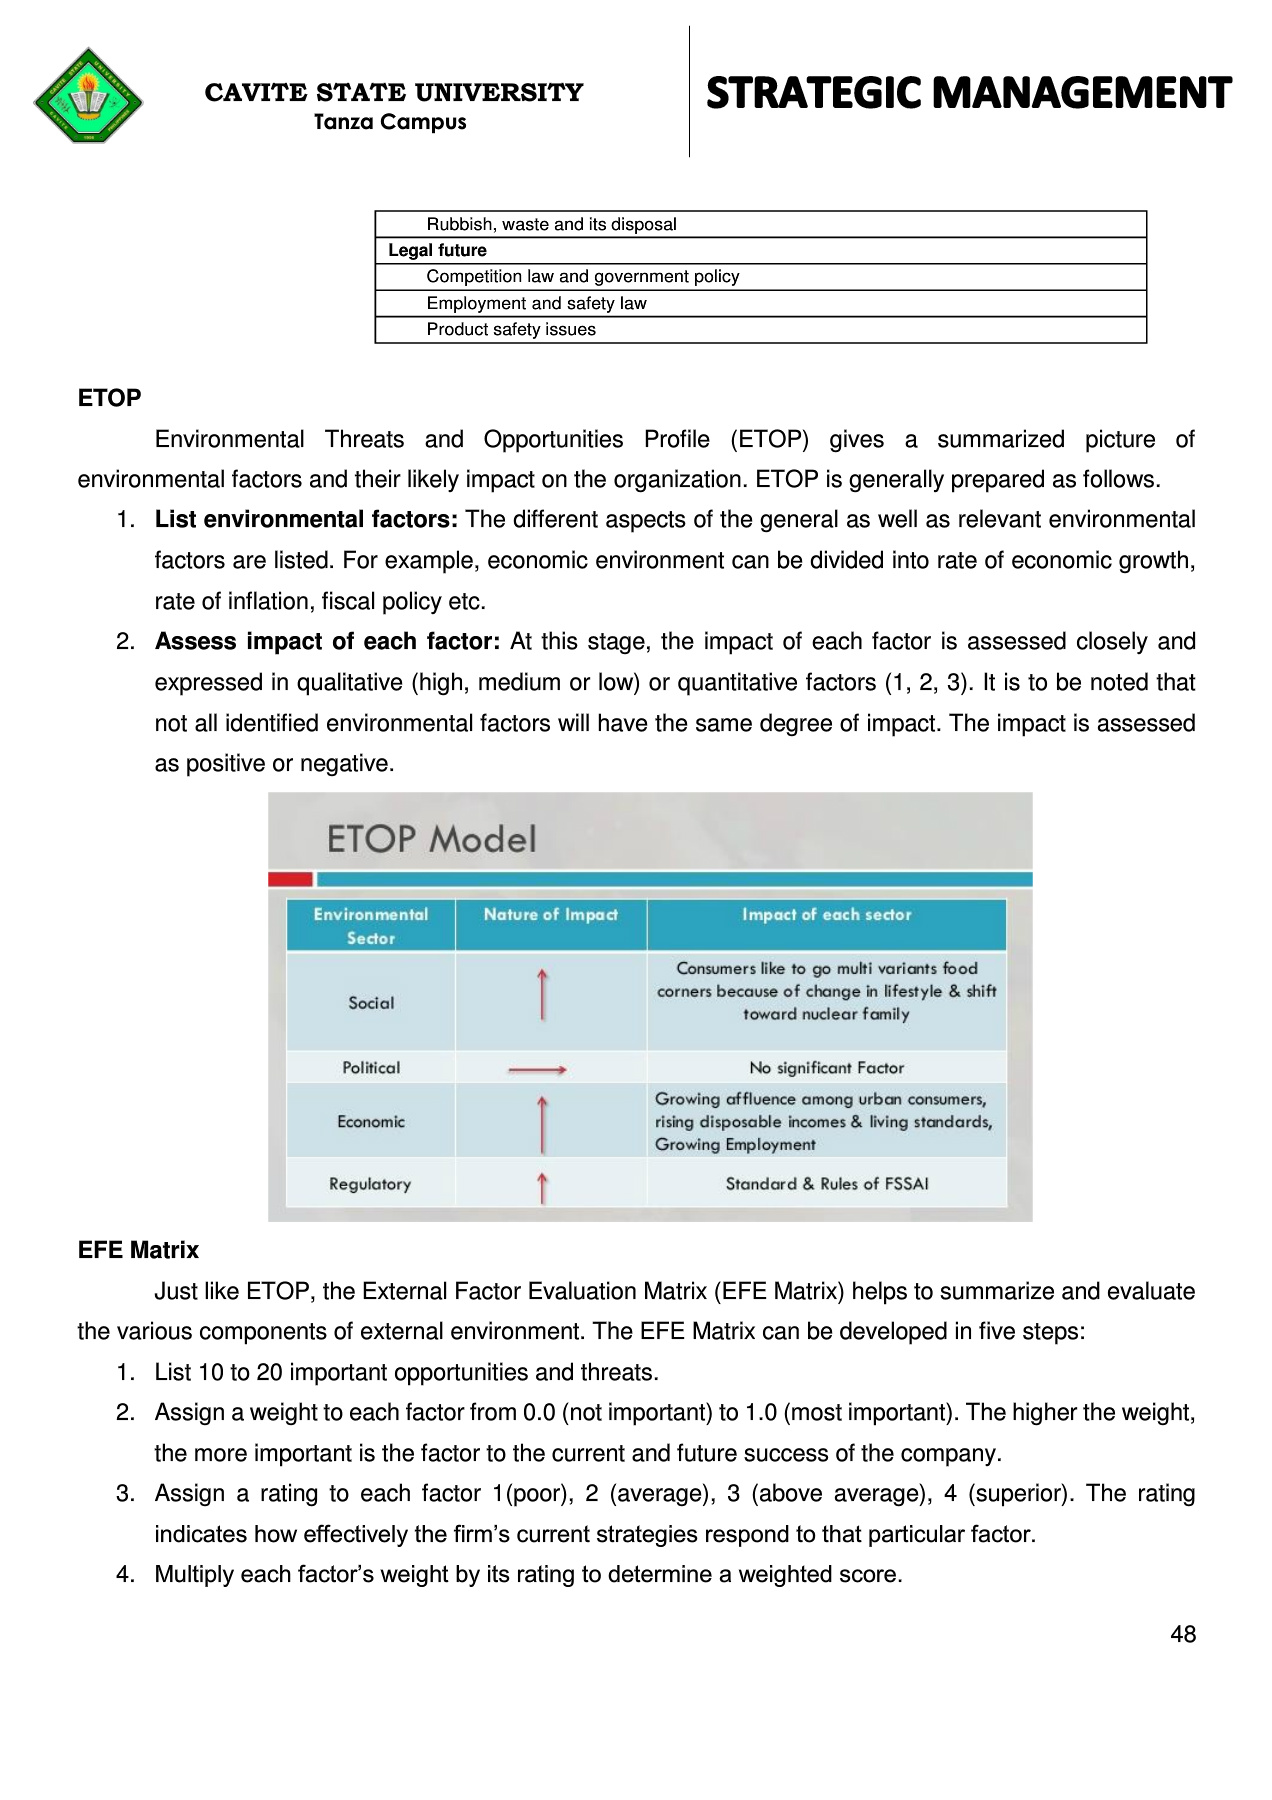 CAVITE STATE UNIVERSITY
Tanza Campus
STRATEGIC MANAGEMENT
Rubbish, waste and its disposal
Legal future
Competition law and government policy
Employment and safety law
Product safety issues
ETOP
Environmental Threats and Opportunities Profile (ETOP) gives a summarized picture of
environmental factors and their likely impact on the organization. ETOP is generally prepared as follows.
1. List environmental factors: The different aspects of the general as well as relevant environmental
factors are listed. For example, economic environment can be divided into rate of economic growth,
rate of inflation, fiscal policy etc.
2. Assess impact of each factor: At this stage, the impact of each factor is assessed closely and
expressed in qualitative (high, medium or low) or quantitative factors (1, 2, 3). It is to be noted that
not all identified environmental factors will have the same degree of impact. The impact is assessed
as positive or negative.
ETOP Model
Environmental
Sector
Nature of Impact
Impact of each sector
Social
Consumers like to go multi variants food
corners because of change in lifestyle & shift
toward nuclear family
Political
No significant Factor
Economic
Growing affluence among urban consumers,
rising disposable incomes & living standards,
Growing Employment
Regulatory
Standard & Rules of FSSAI
EFE Matrix
Just like ETOP, the External Factor Evaluation Matrix (EFE Matrix) helps to summarize and evaluate
the various components of external environment. The EFE Matrix can be developed in five steps:
1. List 10 to 20 important opportunities and threats.
2. Assign a weight to each factor from 0.0 (not important) to 1.0 (most important). The higher the weight,
the more important is the factor to the current and future success of the company.
3. Assign a rating to each factor 1(poor), 2 (average), 3 (above average), 4 (superior). The rating
indicates how effectively the firm’s current strategies respond to that particular factor.
4. Multiply each factor’s weight by its rating to determine a weighted score.
48